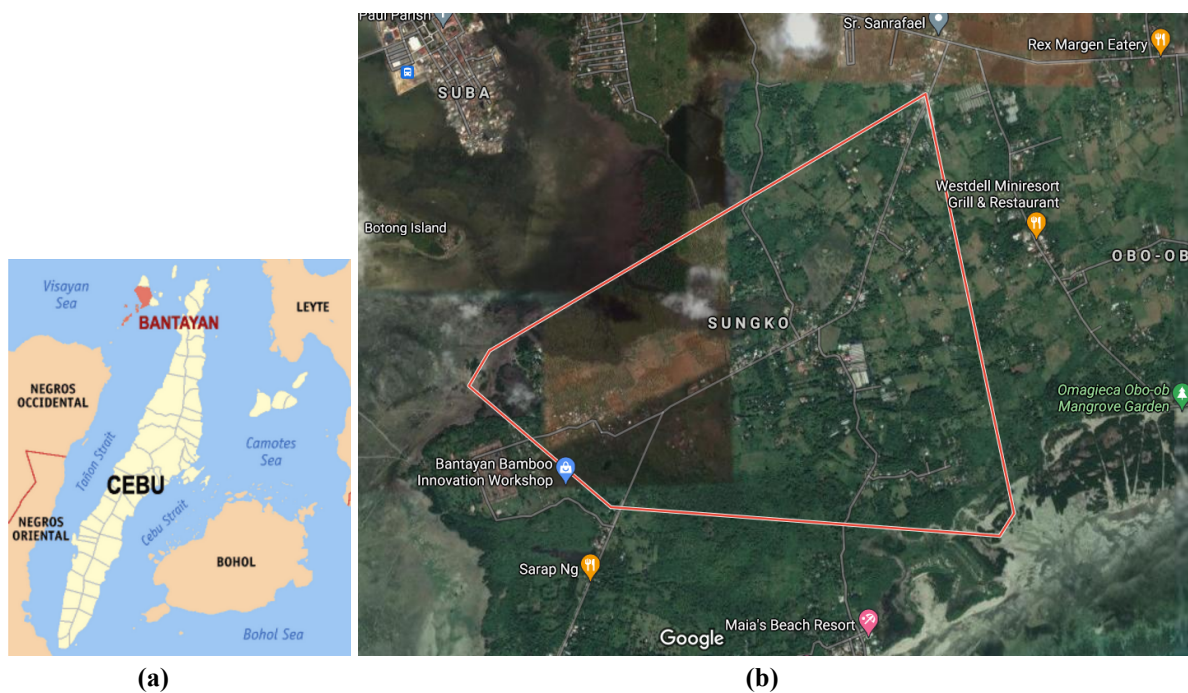 Visayan
Sea
BANTAYAN
LEYTE
NEGROS
OCCIDENTAL
Tañon Strait
Camotes
Sea
CEBU
Cebu Strait
NEGROS
ORIENTAL
BOHOL
Bohol Sea
(a)
Paul Parish
Sr. Sanrafael
Rex Margen Eatery
SUBA
Westdell Miniresort
Grill & Restaurant
Botong Island
OBO-OB
SUNGKO
Omagieca Obo-ob
Mangrove Garden
Bantayan Bamboo
Innovation Workshop
Sarap Ng
Maia's Beach Resort
Google
(b)